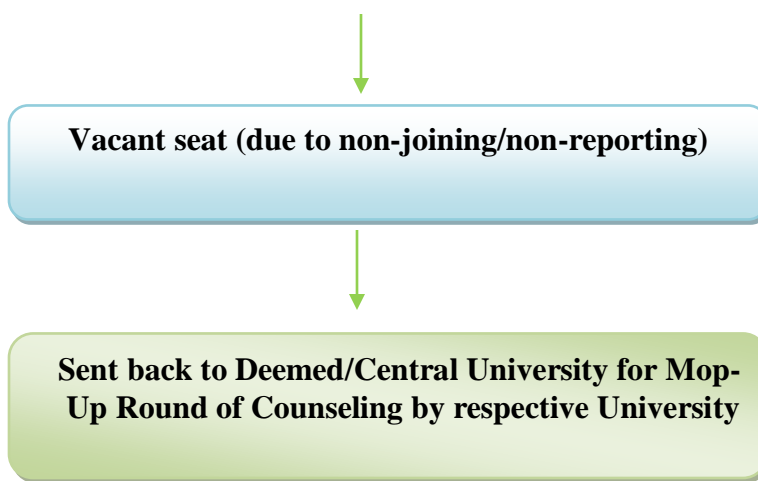 Vacant seat (due to non-joining/non-reporting)
Sent back to Deemed/Central University for Mop-
Up Round of Counseling by respective University